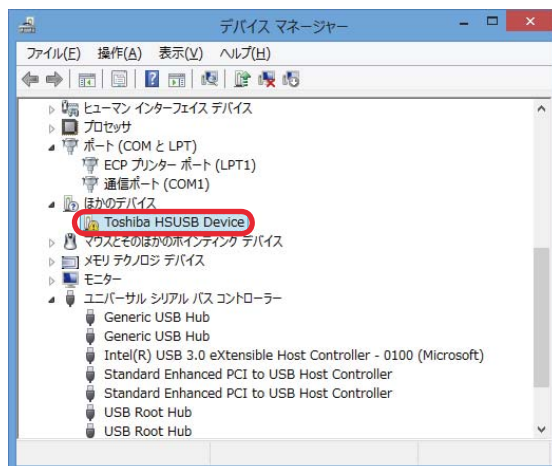 デバイス マネージャー
ファイル(F) 操作(A) 表示(V) ヘルプ(H)
ヒューマン インターフェイス デバイス
プロセッサ
ポート (COM と LPT)
ECP プリンター ポート (LPT1)
通信ポート (COM1)
ほかのデバイス
Toshiba HSUSB Device
マウスとそのほかのポインティング デバイス
メモリ テクノロジ デバイス
モニター
ユニバーサル シリアル バス コントローラー
Generic USB Hub
Generic USB Hub
Intel(R) USB 3.0 eXtensible Host Controller - 0100 (Microsoft)
Standard Enhanced PCI to USB Host Controller
Standard Enhanced PCI to USB Host Controller
USB Root Hub
USB Root Hub